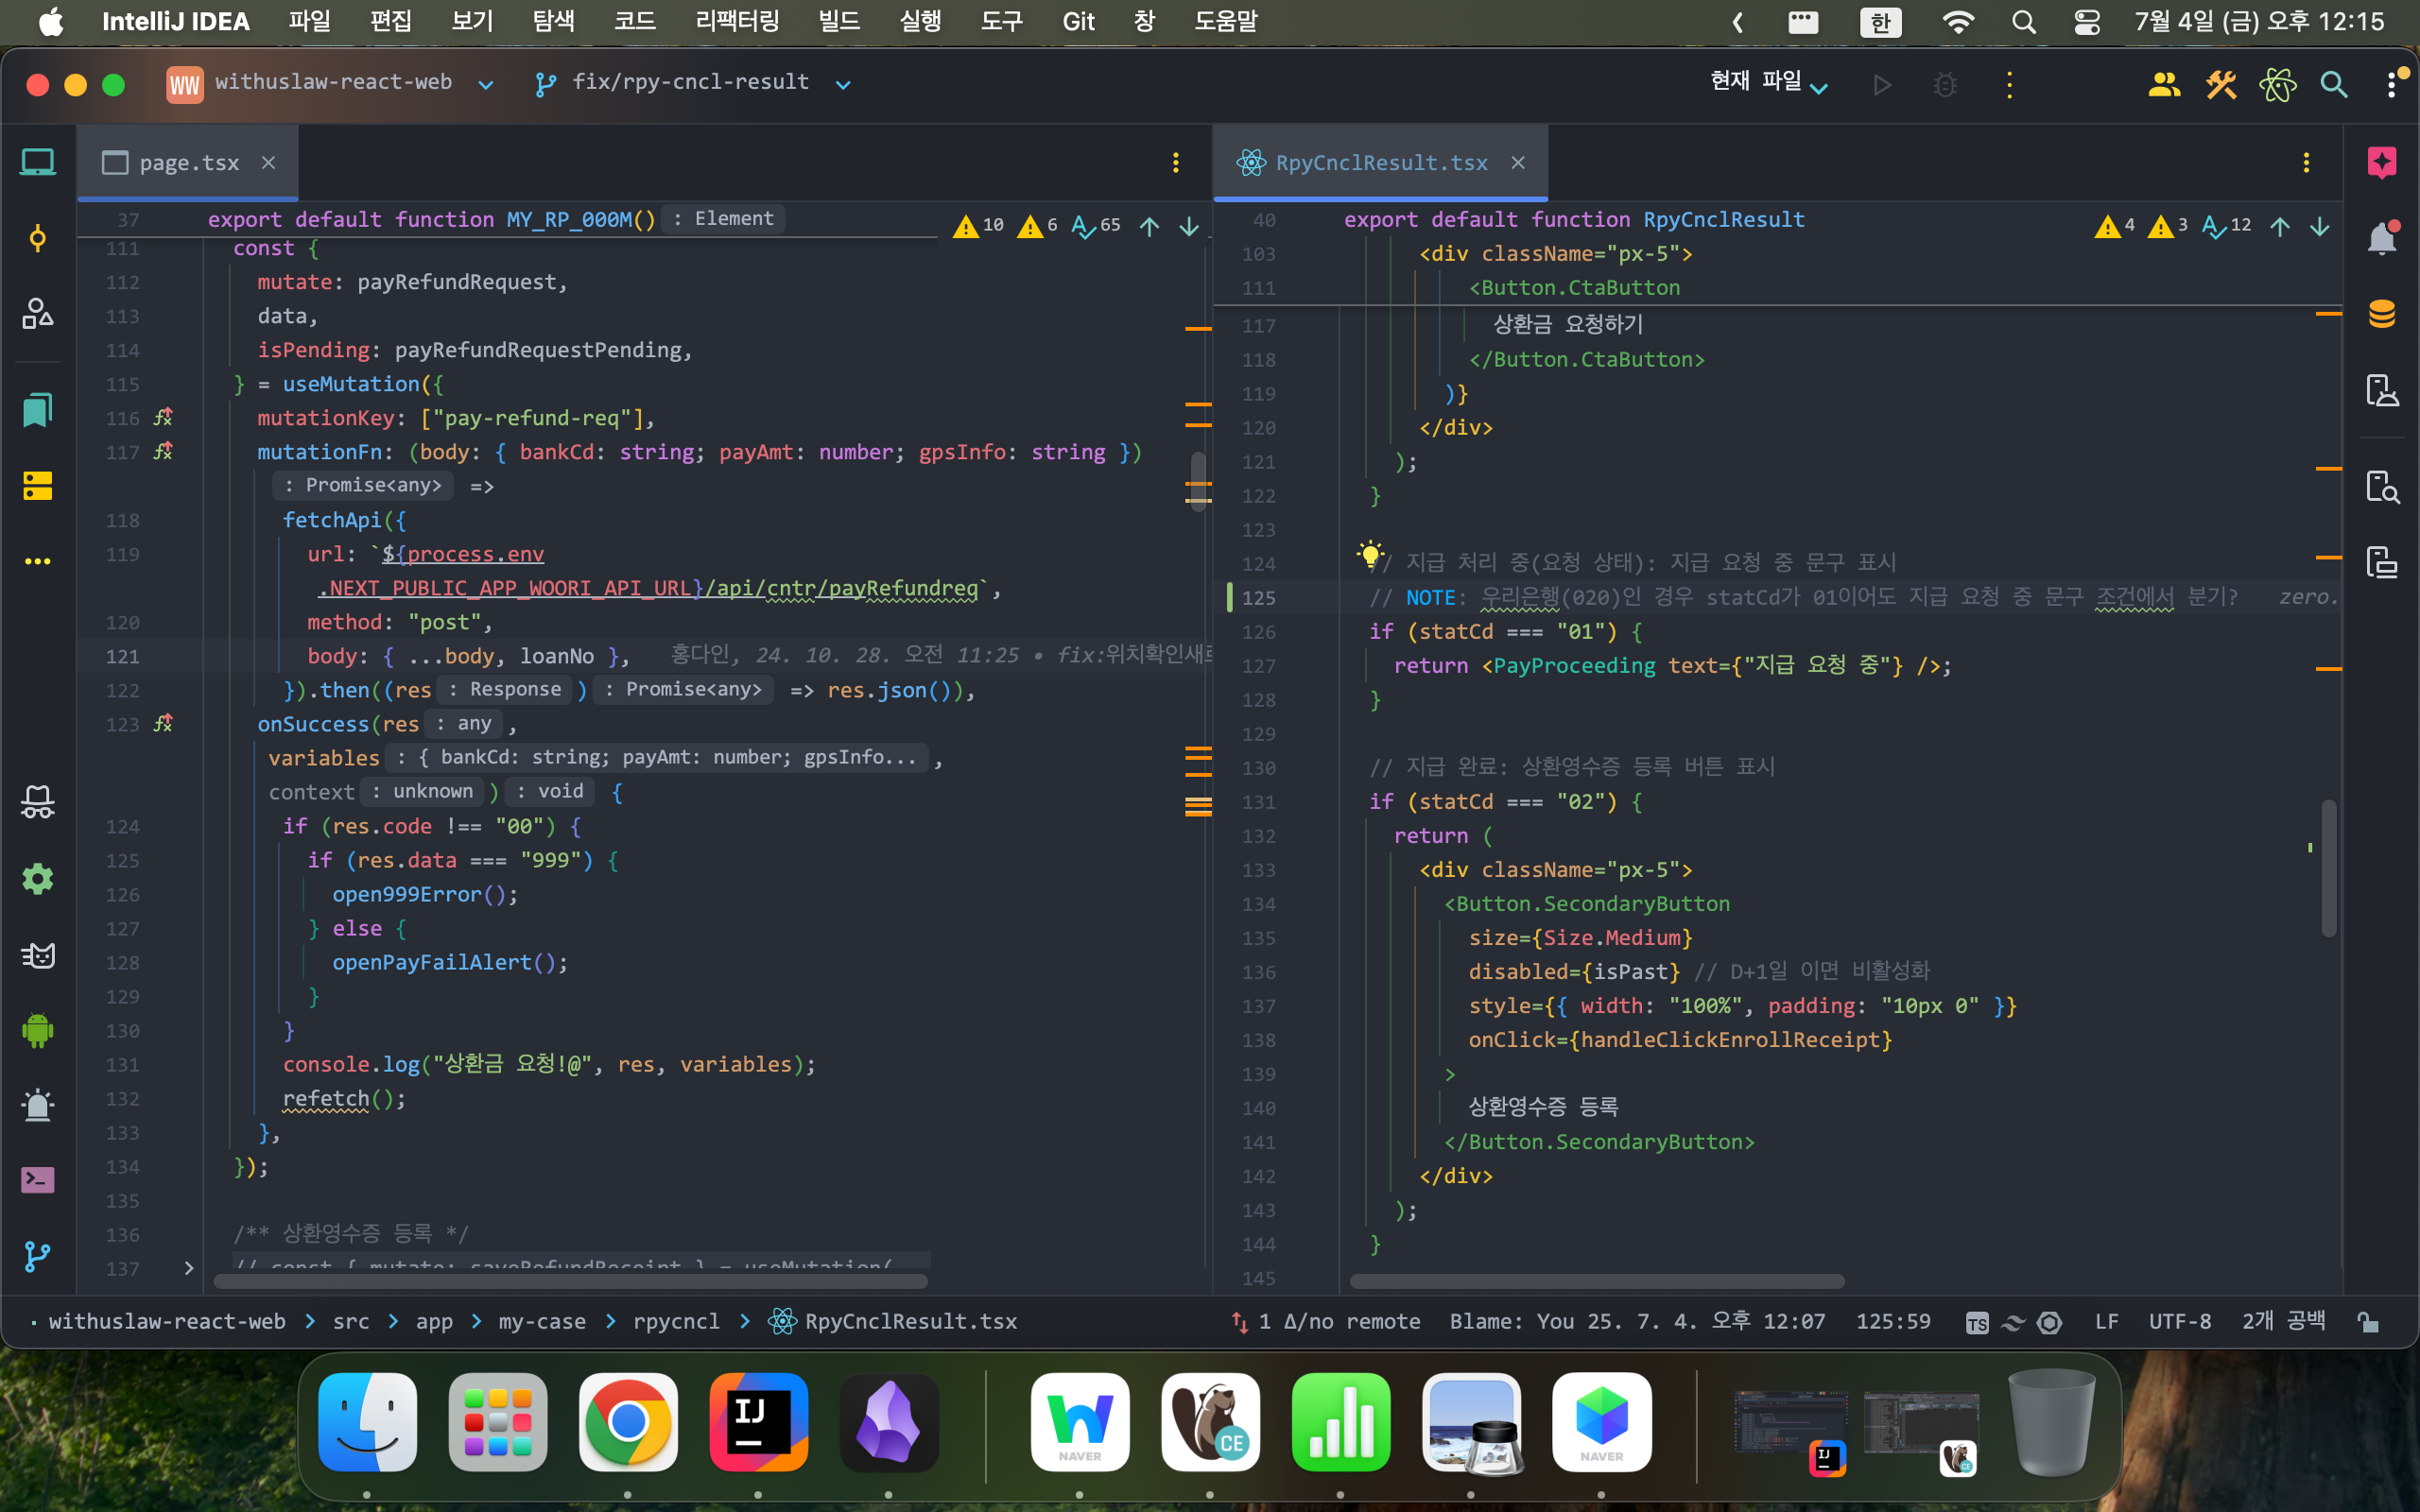 IntelliJ IDEA 파일 편집 보기 탐색 코드 리팩터링 빌드 실행 도구 Git 창 도움말 한 7월 4일 (금) 오후 12:15
WW withuslaw-react-web fix/rpy-cncl-result 현재 파일
page.tsx
37 export default function MY_RP_000M() : Element 10 6 65
111 const {
112 mutate: payRefundRequest,
113 data,
114 isPending: payRefundRequestPending,
115 } = useMutation({
116 mutationKey: ["pay-refund-req"],
117 mutationFn: (body: { bankCd: string; payAmt: number; gpsInfo: string })
: Promise<any> =>
118 fetchApi({
119 url: `${process.env
.NEXT_PUBLIC_APP_WOORI_API_URL}/api/cntr/payRefundreq`,
120 method: "post",
121 body: { ...body, loanNo }, 홍다인, 24. 10. 28. 오전 11:25 • fix:위치확인새로
122 }).then((res : Response ) : Promise<any> => res.json()),
123 onSuccess(res : any ,
variables : { bankCd: string; payAmt: number; gpsInfo... ,
context : unknown ) : void {
124 if (res.code !== "00") {
125 if (res.data === "999") {
126 open999Error();
127 } else {
128 openPayFailAlert();
129 }
130 }
131 console.log("상환금 요청!@", res, variables);
132 refetch();
133 },
134 });
135
136 /** 상환영수증 등록 */
137 // const { mutate: saveRefundReceipt } = useMutation(
RpyCnclResult.tsx
40 export default function RpyCnclResult 4 3 12
103 <div className="px-5">
111 <Button.CtaButton
117 상환금 요청하기
118 </Button.CtaButton>
119 )}
120 </div>
121 );
122 }
123
124 // 지급 처리 중(요청 상태): 지급 요청 중 문구 표시
125 // NOTE: 우리은행(020)인 경우 statCd가 01이어도 지급 요청 중 문구 조건에서 분기? zero.
126 if (statCd === "01") {
127 return <PayProceeding text={"지급 요청 중"} />;
128 }
129
130 // 지급 완료: 상환영수증 등록 버튼 표시
131 if (statCd === "02") {
132 return (
133 <div className="px-5">
134 <Button.SecondaryButton
135 size={Size.Medium}
136 disabled={isPast} // D+1일 이면 비활성화
137 style={{ width: "100%", padding: "10px 0" }}
138 onClick={handleClickEnrollReceipt}
139 >
140 상환영수증 등록
141 </Button.SecondaryButton>
142 </div>
143 );
144 }
145
withuslaw-react-web src app my-case rpycncl RpyCnclResult.tsx 1 Δ/no remote Blame: You 25. 7. 4. 오후 12:07 125:59 TS LF UTF-8 2개 공백
IJ NAVER CE NAVER IJ CE